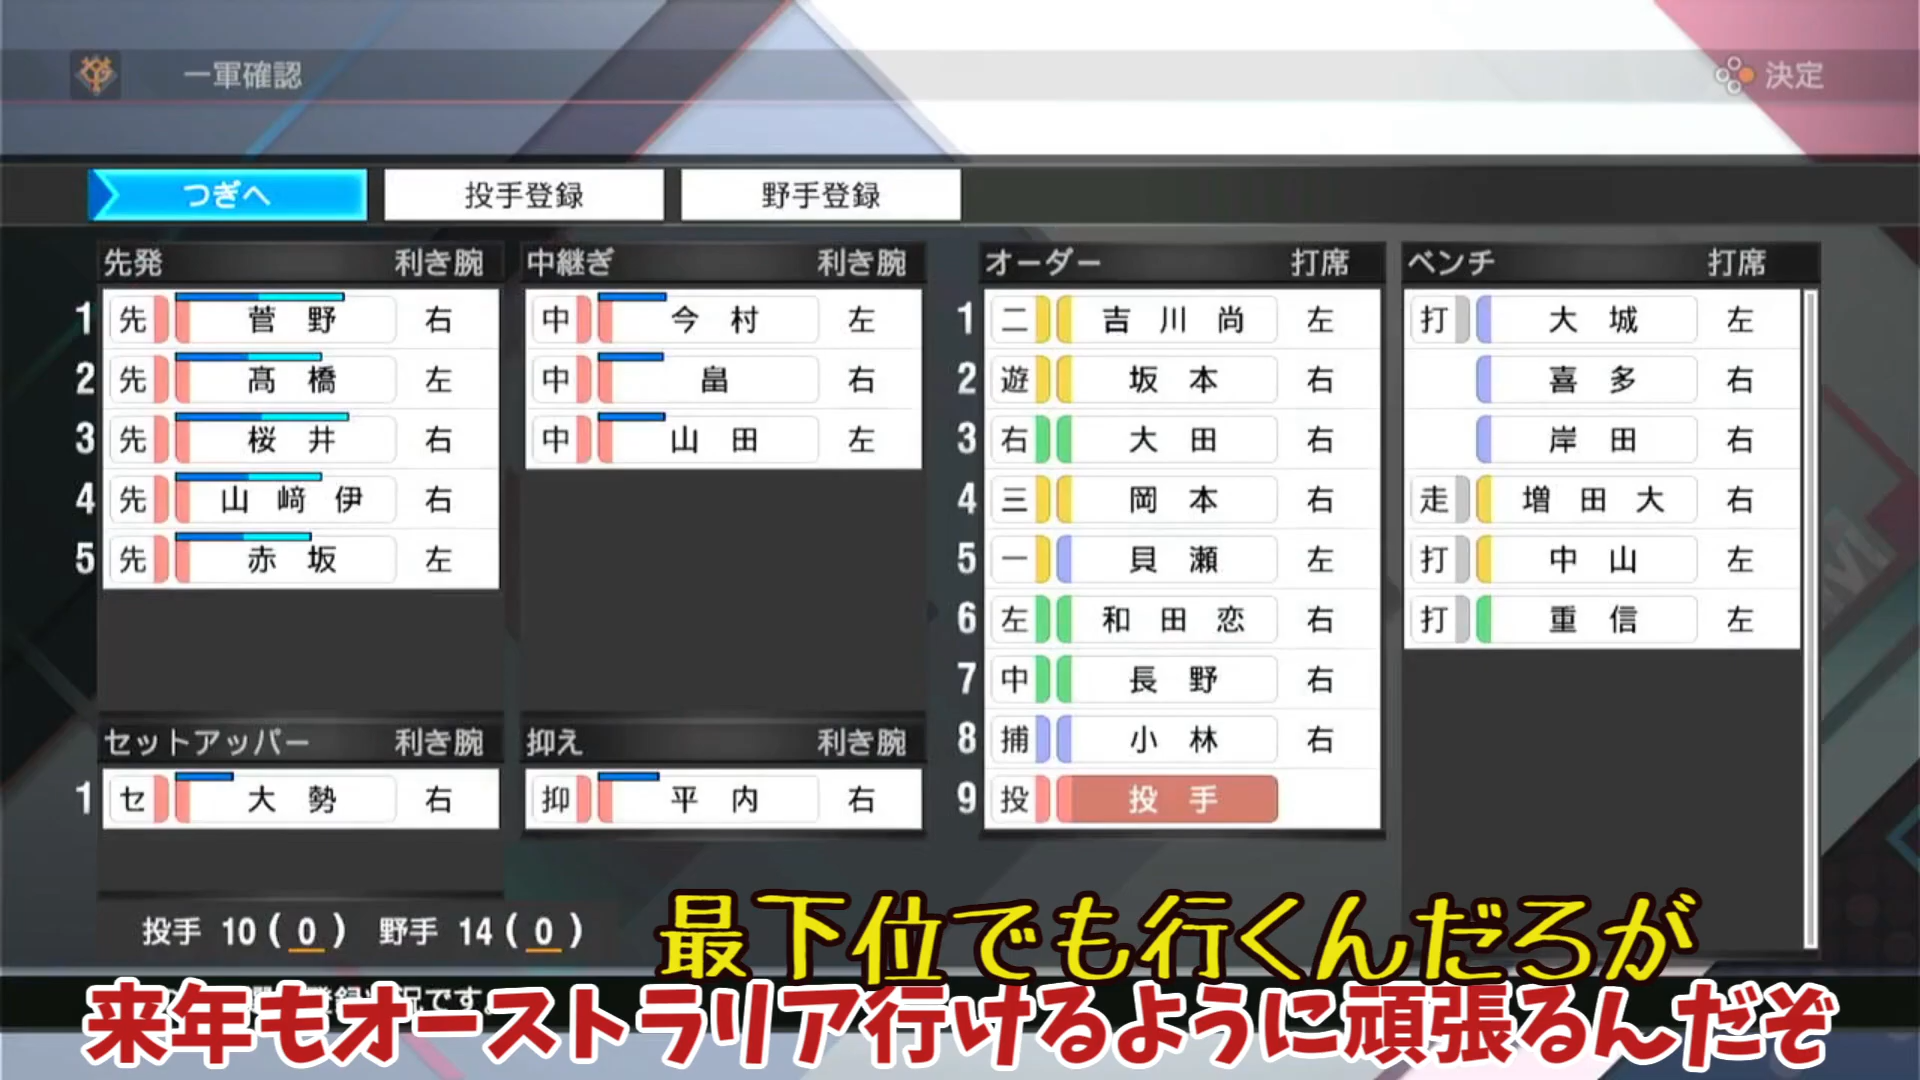 一軍確認
決定
つぎへ 投手登録 野手登録
先発 利き腕
1 先 菅野 右
2 先 髙橋 左
3 先 桜井 右
4 先 山﨑伊 右
5 先 赤坂 左
セットアッパー 利き腕
1 セ 大勢 右
中継ぎ 利き腕
中 今村 左
中 畠 右
中 山田 左
抑え 利き腕
抑 平内 右
オーダー 打席
1 二 吉川尚 左
2 遊 坂本 右
3 右 大田 右
4 三 岡本 右
5 一 貝瀬 左
6 左 和田恋 右
7 中 長野 右
8 捕 小林 右
9 投 投手
ベンチ 打席
打 大城 左
喜多 右
岸田 右
走 増田大 右
打 中山 左
打 重信 左
投手 10(0) 野手 14(0)
最下位でも行くんだろが
来年もオーストラリア行けるように頑張るんだぞ